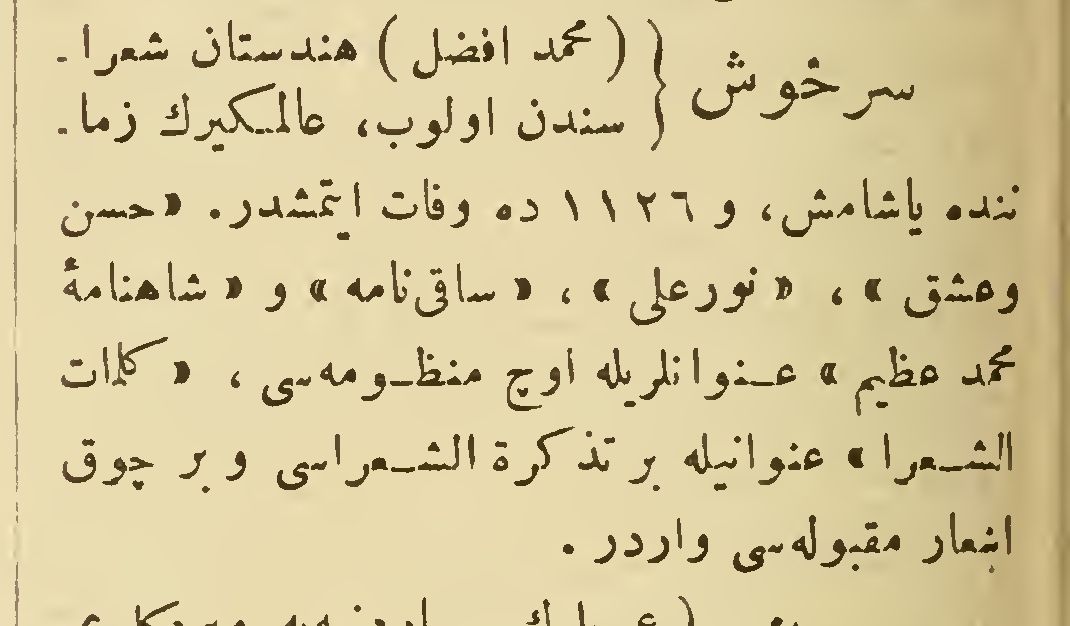 سرخوش { ( محمد افضل ) هندستان شعرا-
سندن اولوب، عالمكيرك زما-
ننده ياشامش، و ١١٢٦ ده وفات ايتمشدر. « حسن
وعشق » ، « نورعلى » ، « ساقى‌نامه » و « شاهنامهٔ
محمد عظيم » عنوانلريله اوچ منظومه‌سى ، « كلمات
الشعرا » عنوانيله بر تذكرة الشعراسى و بر چوق
اشعار مقبوله‌سى واردر .